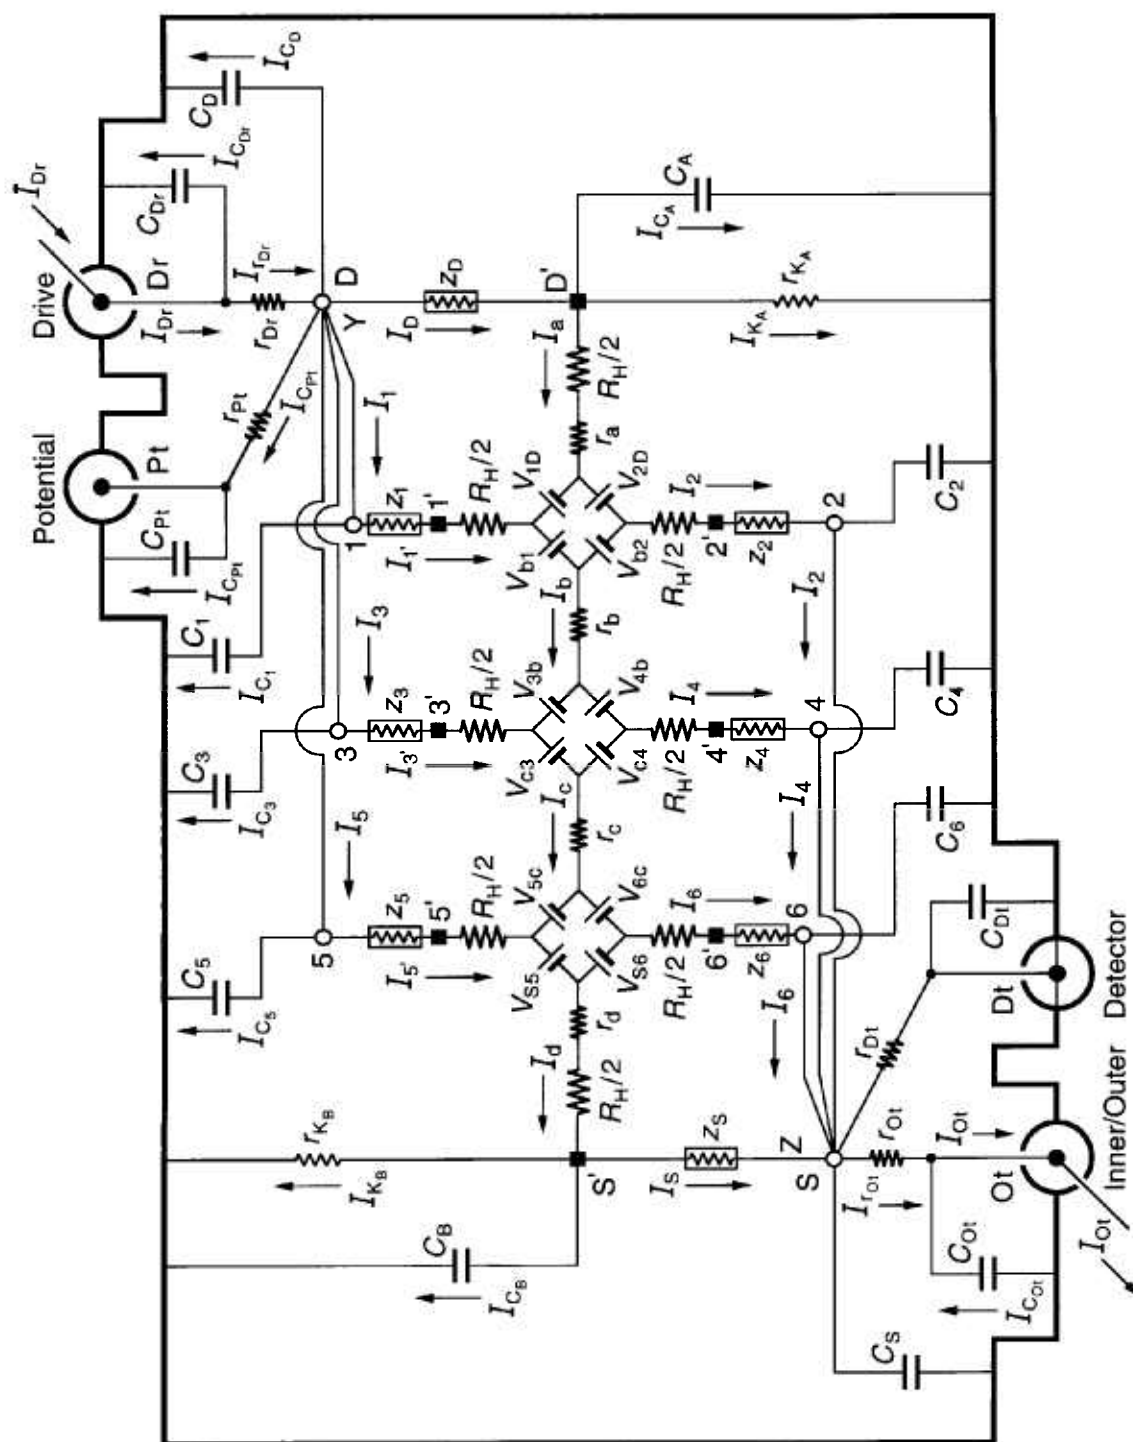 Potential
Drive
I_Dr
Pt
Dr
I_Dr
C_Pt
C_Dr
C_D
I_CPt
I_CDr
I_CD
C_5
C_3
C_1
I_C5
I_C3
I_C1
r_Pt
r_Dr
I_rDr
I_CPt
r_KB
I_KB
5
3
1
Y
D
I_5
I_3
I_1
I_D
z_5
z_3
z_1
z_D
I_5'
I_3'
I_1'
5'
3'
1'
C_B
I_CB
R_H/2
R_H/2
R_H/2
V_S5
V_5c
V_c3
V_3b
V_b1
V_1D
I_d
I_c
I_b
I_a
D'
S'
r_d
r_c
r_b
r_a
R_H/2
R_H/2
V_S6
V_6c
V_c4
V_4b
V_b2
V_2D
R_H/2
R_H/2
R_H/2
I_6
I_4
I_2
I_CA
C_A
6'
4'
2'
I_S
z_S
z_6
z_4
z_2
I_KA
r_KA
I_6
I_4
I_2
Z
S
6
4
2
r_Dt
r_Ot
I_rOt
I_Ot
C_S
C_Ot
C_6
C_4
C_2
C_Dt
I_COt
Ot
Dt
I_Ot
Inner/Outer
Detector